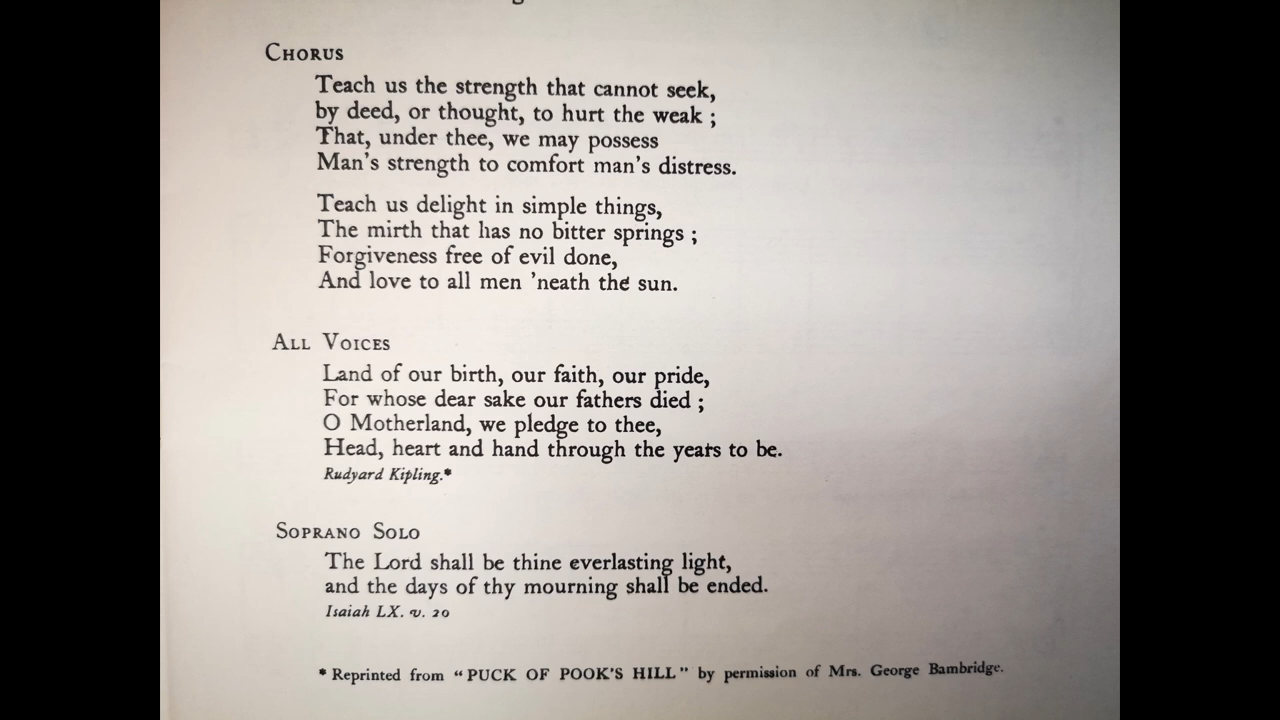 CHORUS
Teach us the strength that cannot seek,
by deed, or thought, to hurt the weak ;
That, under thee, we may possess
Man's strength to comfort man's distress.
Teach us delight in simple things,
The mirth that has no bitter springs ;
Forgiveness free of evil done,
And love to all men 'neath the sun.
ALL VOICES
Land of our birth, our faith, our pride,
For whose dear sake our fathers died ;
O Motherland, we pledge to thee,
Head, heart and hand through the years to be.
Rudyard Kipling.*
SOPRANO SOLO
The Lord shall be thine everlasting light,
and the days of thy mourning shall be ended.
Isaiah LX. v. 20
* Reprinted from "PUCK OF POOK'S HILL" by permission of Mrs. George Bambridge.